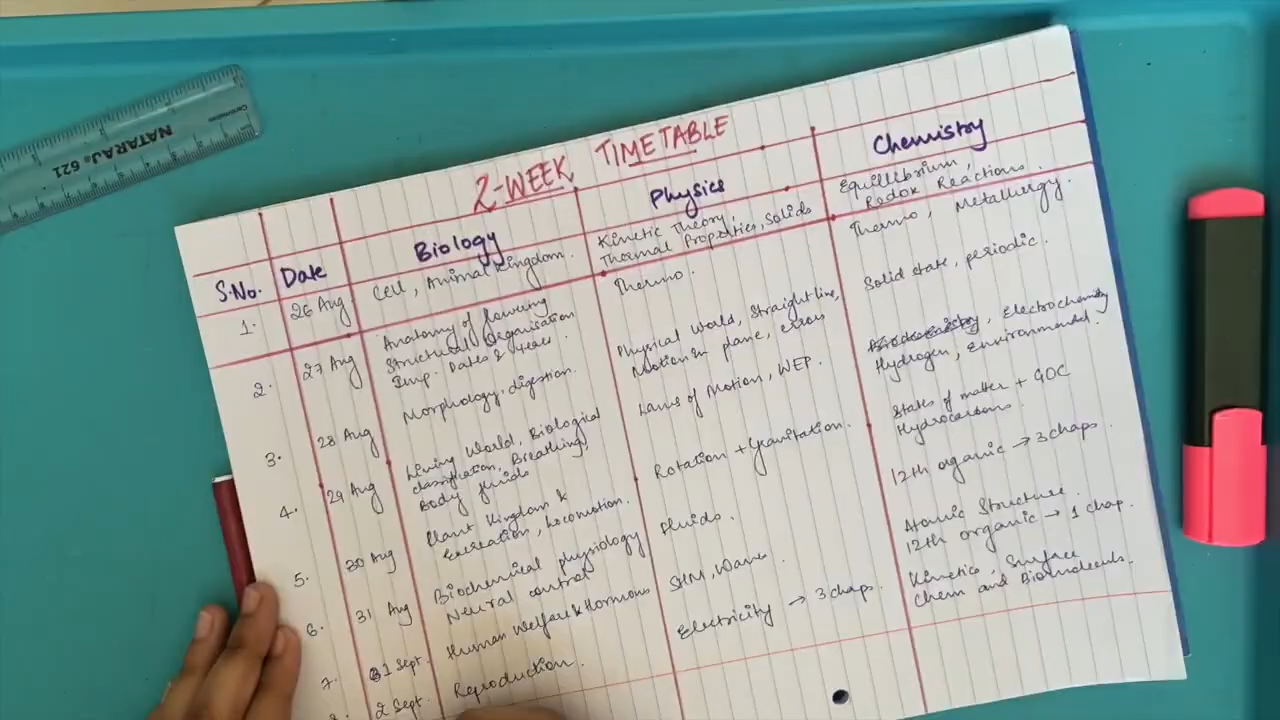 Camlin
NATARAJ® 621
2-WEEK TIMETABLE
S.No. Date Biology Physics Chemistry
1. 26 Aug Cell, Animal Kingdom. Kinetic Theory, Equilibrium,
Thermal Properties, Solids Redox Reactions.
2. 27 Aug Anatomy of flowering Thermo. Thermo, Metallurgy.
Structural Organisation
Imp. Dates & Years.
3. 28 Aug Morphology, digestion. Physical World, Straight line, Solid state, periodic.
Motion in plane, errors
4. 29 Aug Living World, Biological Laws of Motion, WEP. , Electrochemistry
classification, Breathing, Hydrogen, Environmental.
Body fluids
5. 30 Aug Plant Kingdom & Rotation + Gravitation. States of matter + GOC
Excreation, Locomotion. Hydrocarbons.
6. 31 Aug Biochemical physiology Fluids. 12th organic → 3 chaps.
Neural control
7. 1 Sept. Human Welfare & Hormons SHM, Waves. Atomic Structure
12th organic → 1 chap.
2 Sept. Reproduction. Electricity → 3 chaps. Kinetics, Surface
Chem and Biomolecules.